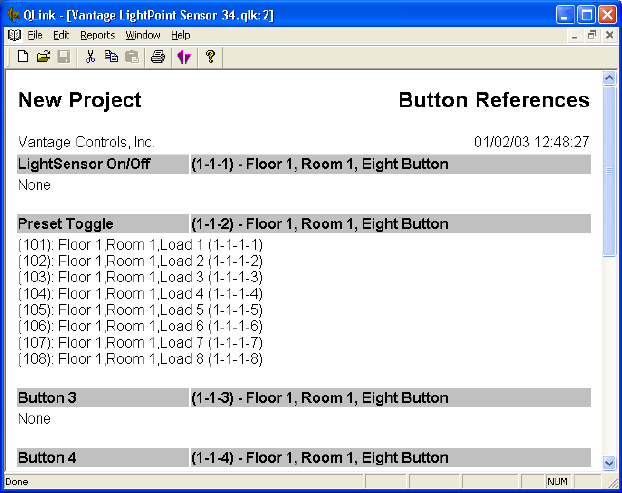 QLink - [Vantage LightPoint Sensor 34.qlk:2]
File Edit Reports Window Help
New Project Button References
Vantage Controls, Inc. 01/02/03 12:48:27
LightSensor On/Off (1-1-1) - Floor 1, Room 1, Eight Button
None
Preset Toggle (1-1-2) - Floor 1, Room 1, Eight Button
(101): Floor 1,Room 1,Load 1 (1-1-1-1)
(102): Floor 1,Room 1,Load 2 (1-1-1-2)
(103): Floor 1,Room 1,Load 3 (1-1-1-3)
(104): Floor 1,Room 1,Load 4 (1-1-1-4)
(105): Floor 1,Room 1,Load 5 (1-1-1-5)
(106): Floor 1,Room 1,Load 6 (1-1-1-6)
(107): Floor 1,Room 1,Load 7 (1-1-1-7)
(108): Floor 1,Room 1,Load 8 (1-1-1-8)
Button 3 (1-1-3) - Floor 1, Room 1, Eight Button
None
Button 4 (1-1-4) - Floor 1, Room 1, Eight Button
Done NUM